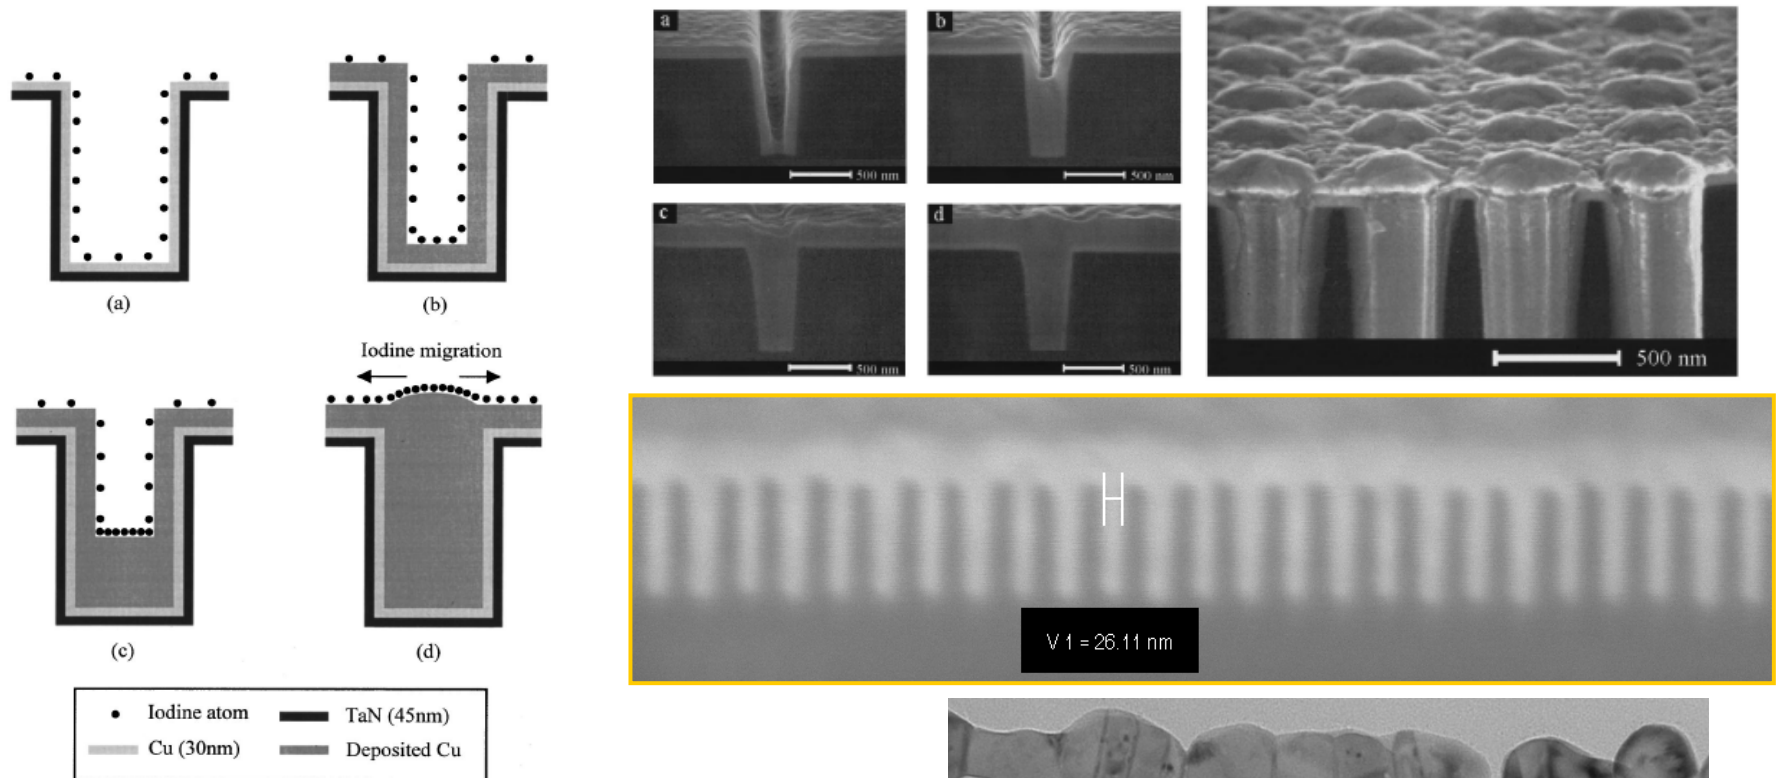 (a)
(b)
Iodine migration
(c)
(d)
Iodine atom
TaN (45nm)
Cu (30nm)
Deposited Cu
a
500 nm
b
500 nm
c
500 nm
d
500 nm
500 nm
V 1 = 26.11 nm